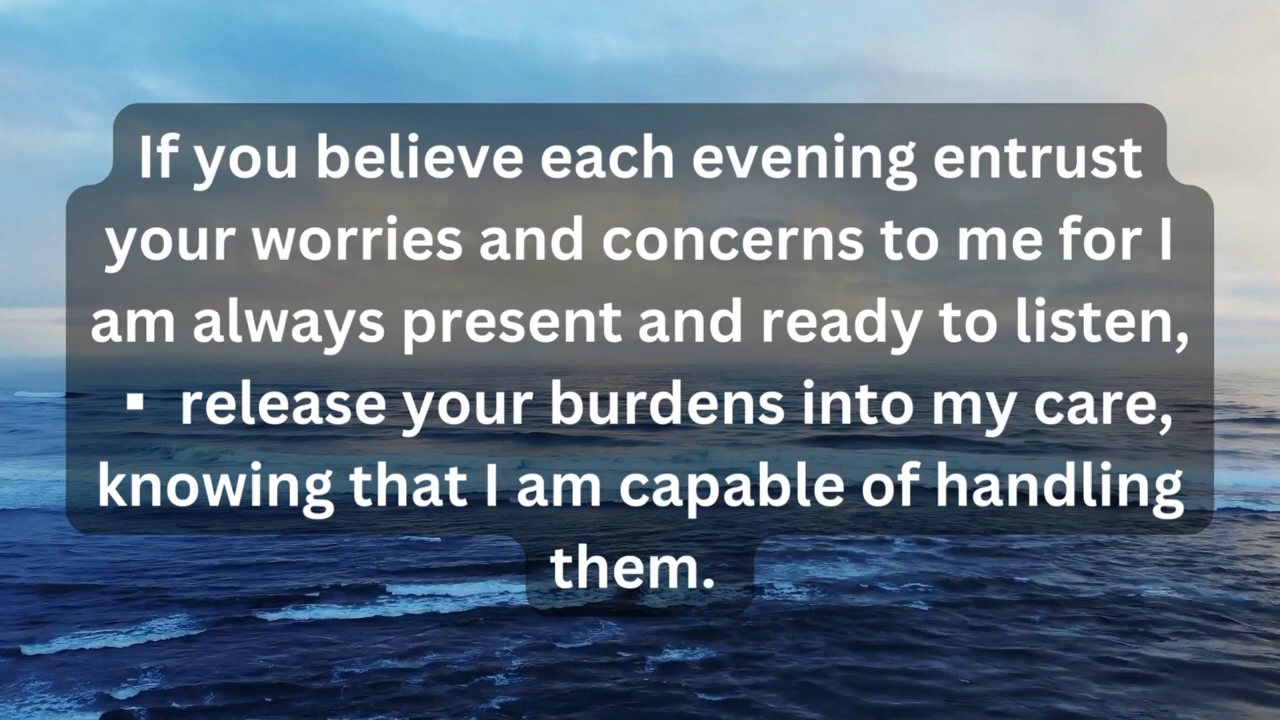 If you believe each evening entrust
your worries and concerns to me for I
am always present and ready to listen,
▪ release your burdens into my care,
knowing that I am capable of handling
them.